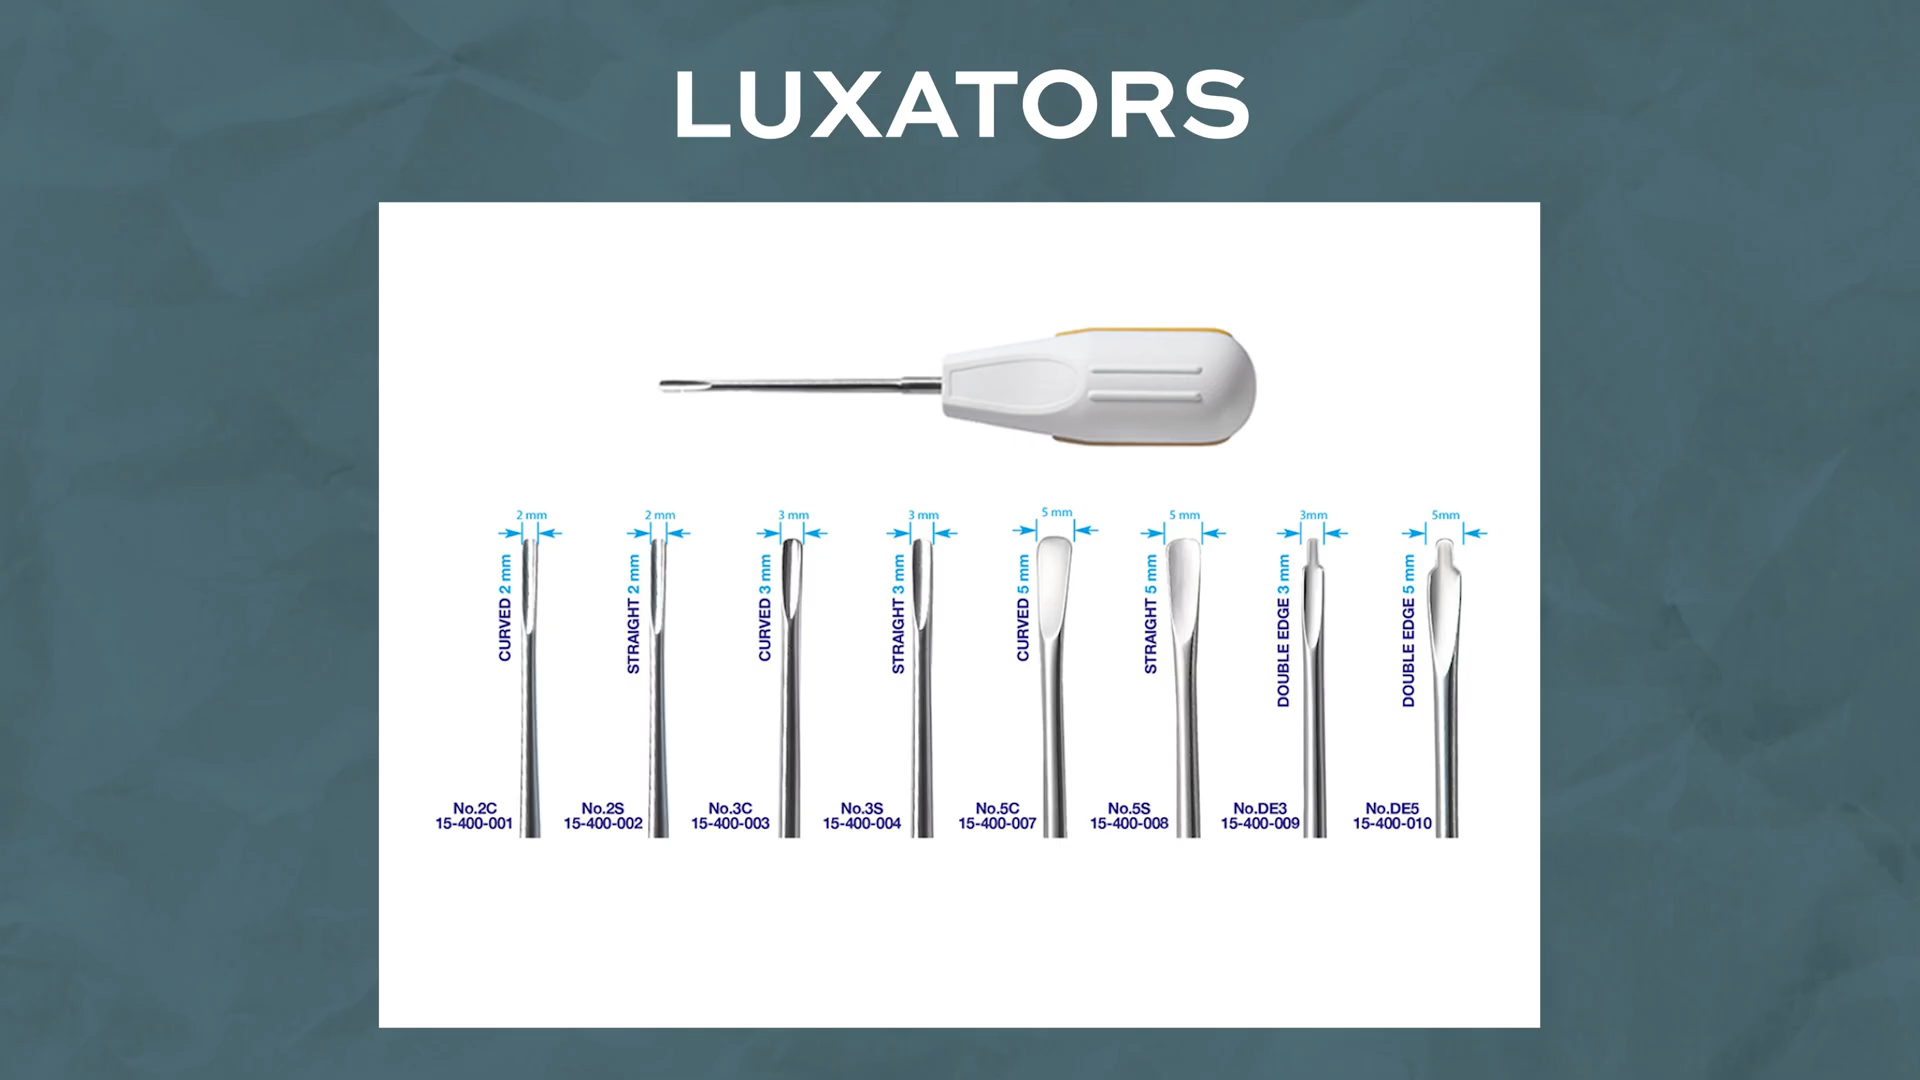 LUXATORS
2 mm
2 mm
3 mm
3 mm
5 mm
5 mm
3mm
5mm
CURVED 2 mm
STRAIGHT 2 mm
CURVED 3 mm
STRAIGHT 3 mm
CURVED 5 mm
STRAIGHT 5 mm
DOUBLE EDGE 3 mm
DOUBLE EDGE 5 mm
No.2C
15-400-001
No.2S
15-400-002
No.3C
15-400-003
No.3S
15-400-004
No.5C
15-400-007
No.5S
15-400-008
No.DE3
15-400-009
No.DE5
15-400-010